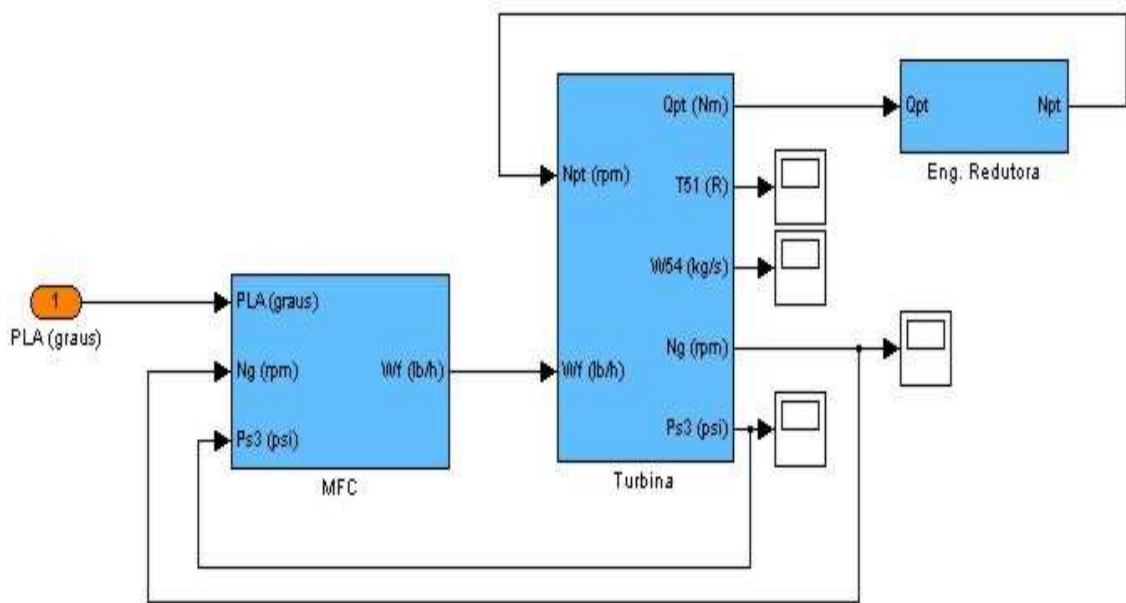 Qpt (Nm)
Qpt
Npt
Npt (rpm)
T51 (R)
Eng. Redutora
W54 (kg/s)
1
PLA (graus)
PLA (graus)
Ng (rpm)
Wf (lb/h)
Ps3 (psi)
MFC
Ng (rpm)
Wf (lb/h)
Ps3 (psi)
Turbina